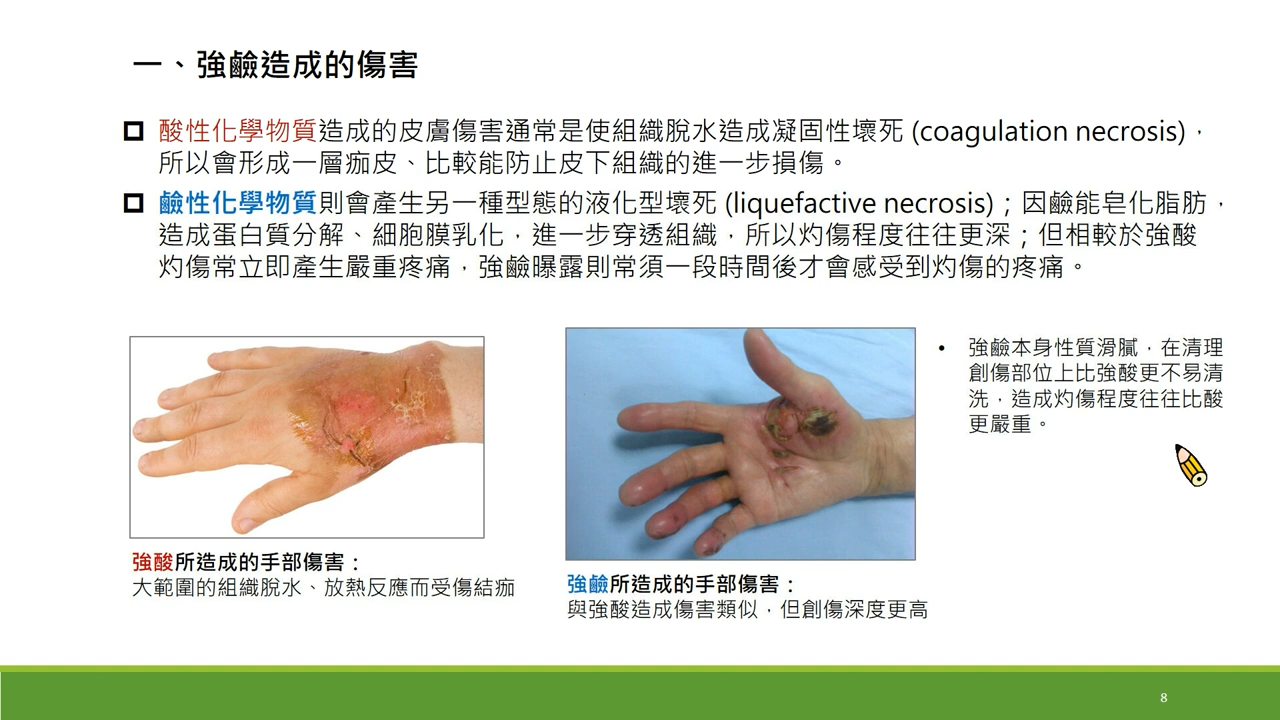 一、強鹼造成的傷害
酸性化學物質造成的皮膚傷害通常是使組織脫水造成凝固性壞死 (coagulation necrosis)，
所以會形成一層痂皮、比較能防止皮下組織的進一步損傷。
鹼性化學物質則會產生另一種型態的液化型壞死 (liquefactive necrosis)；因鹼能皂化脂肪，
造成蛋白質分解、細胞膜乳化，進一步穿透組織，所以灼傷程度往往更深；但相較於強酸
灼傷常立即產生嚴重疼痛，強鹼曝露則常須一段時間後才會感受到灼傷的疼痛。
• 強鹼本身性質滑膩，在清理
創傷部位上比強酸更不易清
洗，造成灼傷程度往往比酸
更嚴重。
強酸所造成的手部傷害：
大範圍的組織脫水、放熱反應而受傷結痂
強鹼所造成的手部傷害：
與強酸造成傷害類似，但創傷深度更高
8